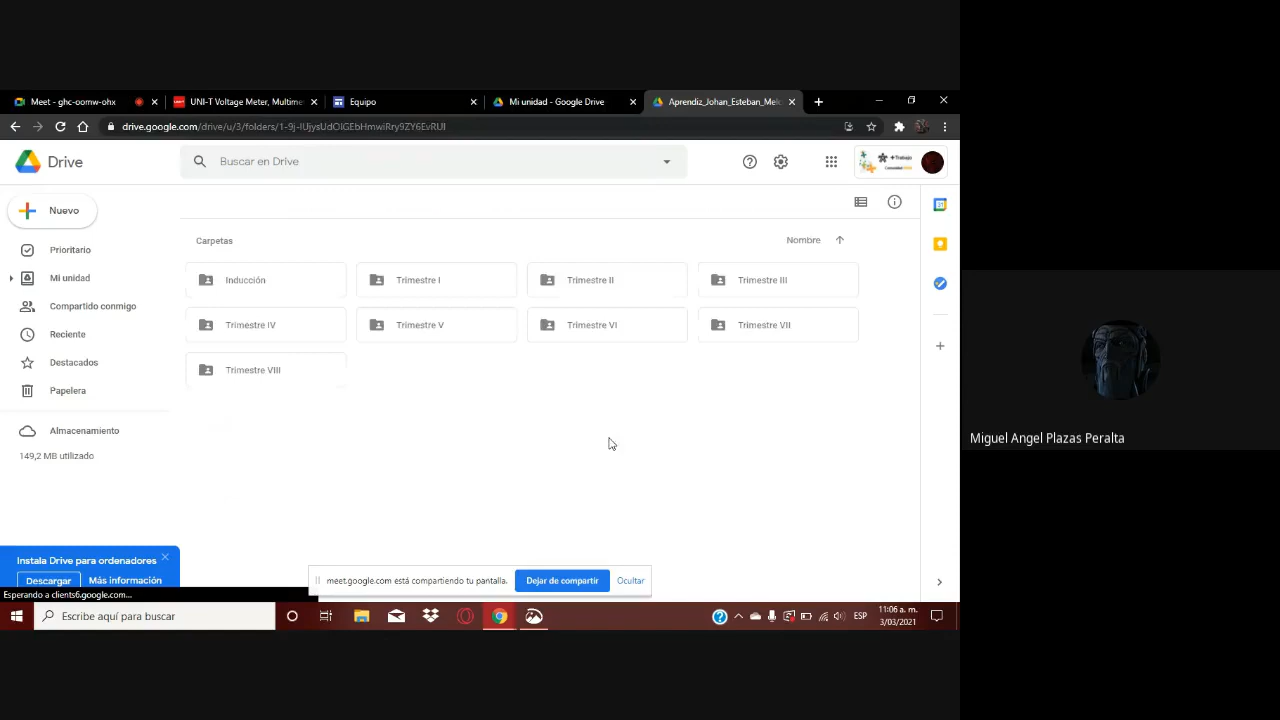 Meet - ghc-oomw-ohx
UNI-T Voltage Meter, Multime
Equipo
Mi unidad - Google Drive
Aprendiz_Johan_Esteban_Melo
drive.google.com/drive/u/3/folders/
Drive
Buscar en Drive
+Trabajo
Nuevo
Prioritario
Mi unidad
Compartido conmigo
Reciente
Destacados
Papelera
Almacenamiento
149,2 MB utilizado
Carpetas
Nombre
Inducción
Trimestre I
Trimestre II
Trimestre III
Trimestre IV
Trimestre V
Trimestre VI
Trimestre VII
Trimestre VIII
Miguel Angel Plazas Peralta
Instala Drive para ordenadores
Descargar
Más información
meet.google.com está compartiendo tu pantalla.
Dejar de compartir
Ocultar
Esperando a clients6.google.com...
Escribe aquí para buscar
ESP
11:06 a. m.
3/03/2021